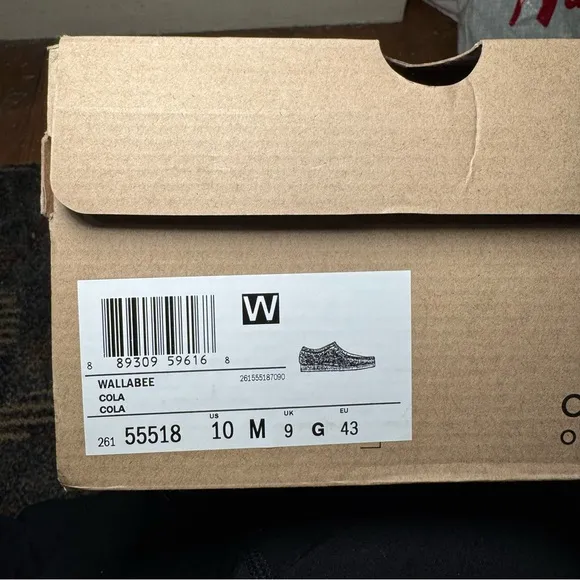 W
8 89309 59616 8
261555187090
WALLABEE
COLA
COLA
US UK EU
261 55518 10 M 9 G 43